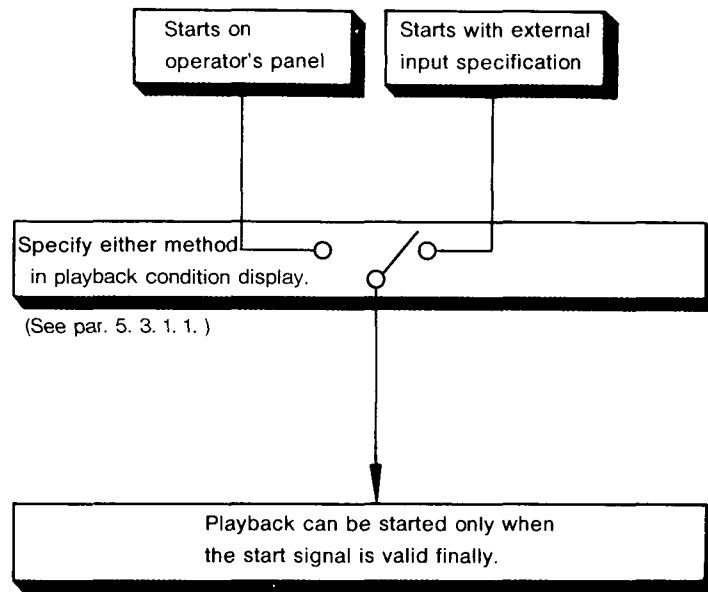 Starts on
operator's panel
Starts with external
input specification
Specify either method
in playback condition display.
(See par. 5. 3. 1. 1. )
Playback can be started only when
the start signal is valid finally.